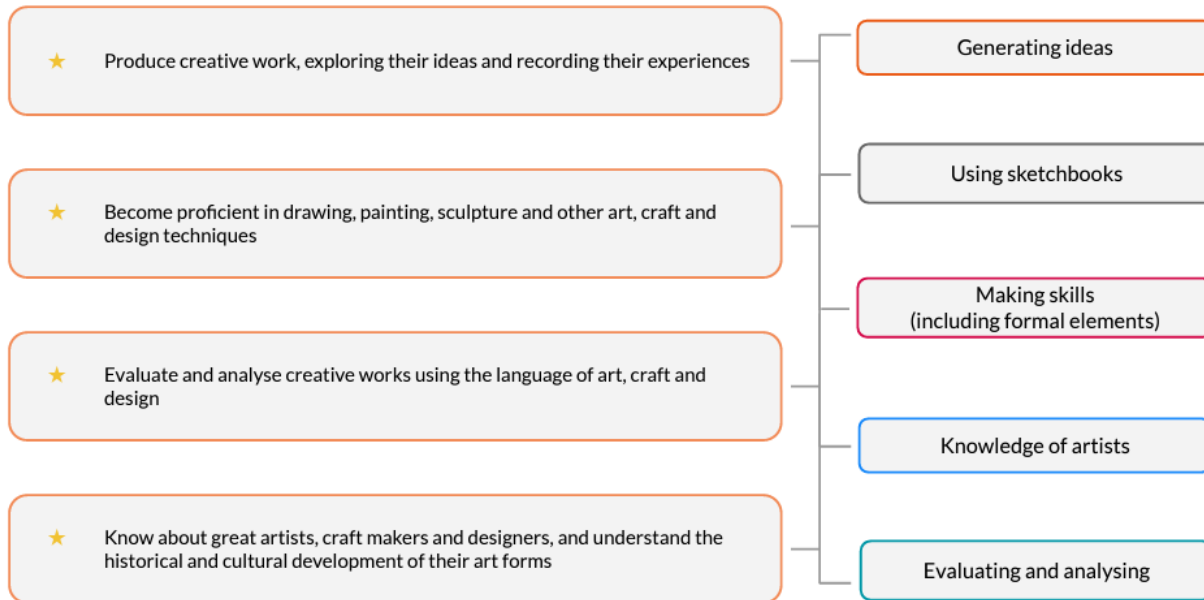 Produce creative work, exploring their ideas and recording their experiences
Become proficient in drawing, painting, sculpture and other art, craft and
design techniques
Evaluate and analyse creative works using the language of art, craft and
design
Know about great artists, craft makers and designers, and understand the
historical and cultural development of their art forms
Generating ideas
Using sketchbooks
Making skills
(including formal elements)
Knowledge of artists
Evaluating and analysing